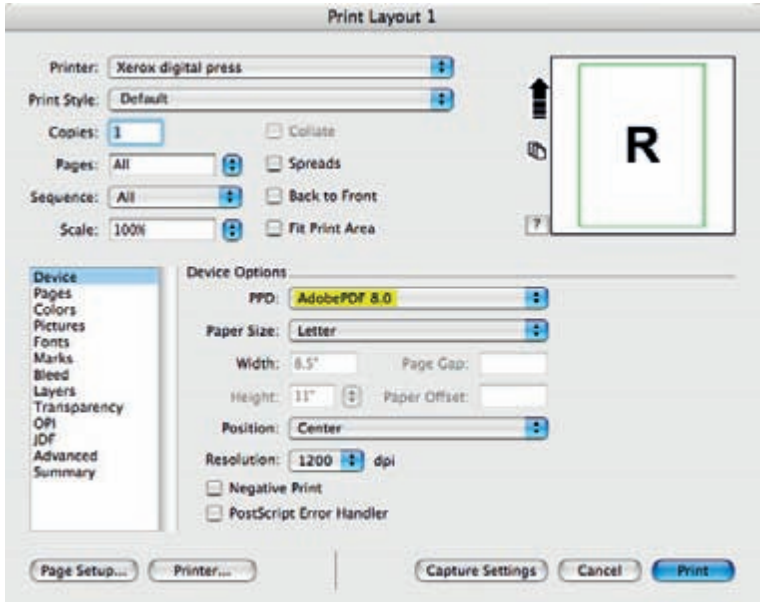 Print Layout 1
Printer: Xerox digital press
Print Style: Default
Copies: 1 Collate
Pages: All Spreads
Sequence: All Back to Front
Scale: 100% Fit Print Area
R
?
Device
Pages
Colors
Pictures
Fonts
Marks
Bleed
Layers
Transparency
OPI
JDF
Advanced
Summary
Device Options
PPD: AdobePDF 8.0
Paper Size: Letter
Width: 8.5" Page Gap:
Height: 11" Paper Offset:
Position: Center
Resolution: 1200 dpi
Negative Print
PostScript Error Handler
Page Setup... Printer... Capture Settings Cancel Print